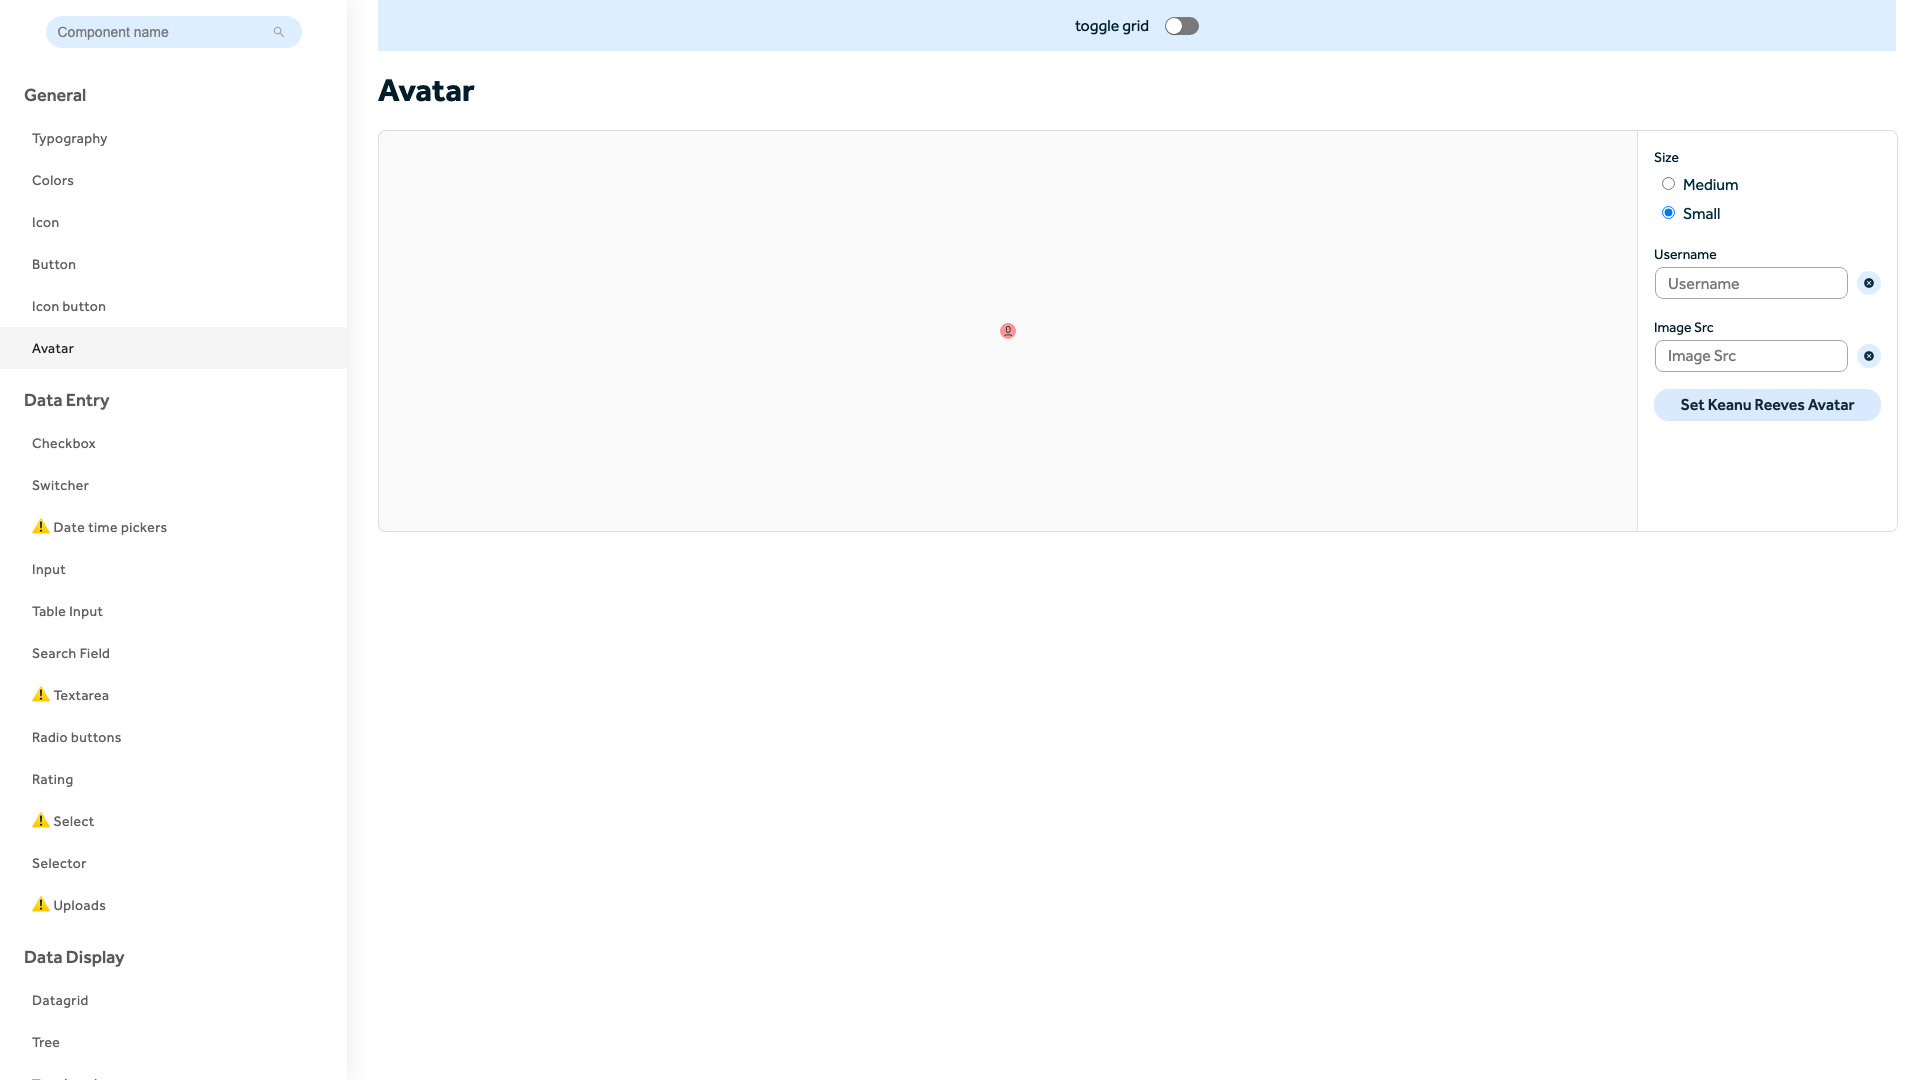 Component name
General
Typography
Colors
Icon
Button
Icon button
Avatar
Data Entry
Checkbox
Switcher
Date time pickers
Input
Table Input
Search Field
Textarea
Radio buttons
Rating
Select
Selector
Uploads
Data Display
Datagrid
Tree
toggle grid
Avatar
Size
Medium
Small
Username
Username
Image Src
Image Src
Set Keanu Reeves Avatar